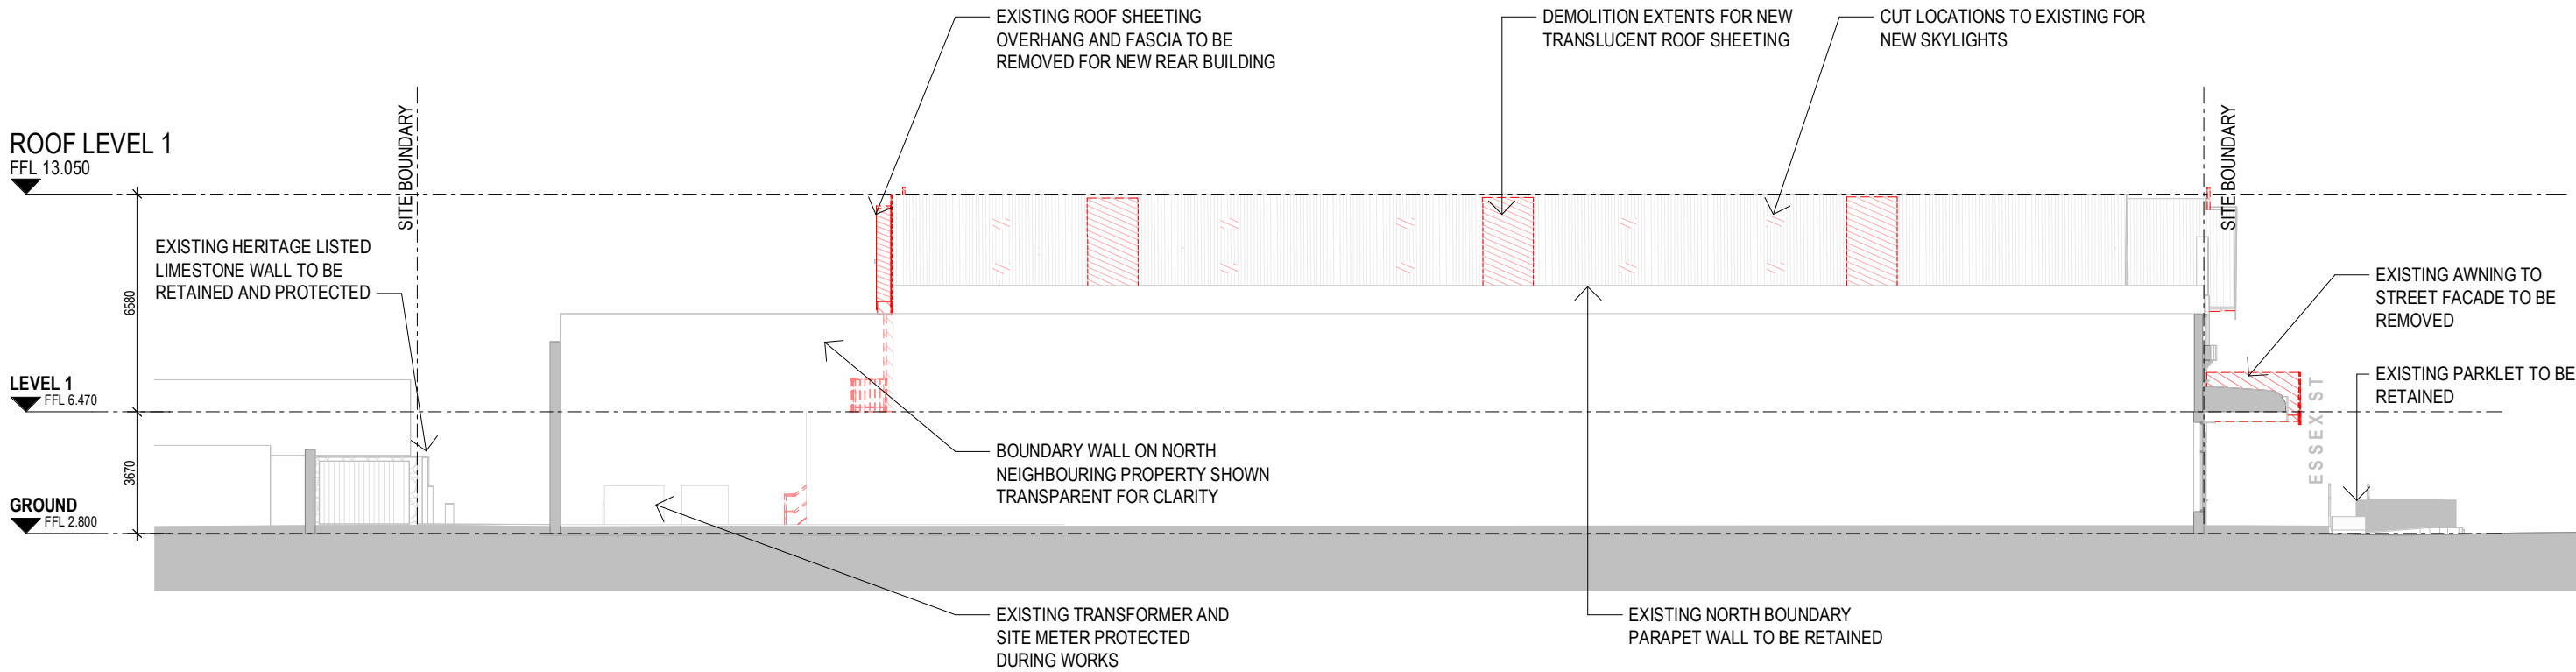 EXISTING ROOF SHEETING
OVERHANG AND FASCIA TO BE
REMOVED FOR NEW REAR BUILDING
DEMOLITION EXTENTS FOR NEW
TRANSLUCENT ROOF SHEETING
CUT LOCATIONS TO EXISTING FOR
NEW SKYLIGHTS
SITE BOUNDARY
SITE BOUNDARY
ROOF LEVEL 1
FFL 13.050
EXISTING HERITAGE LISTED
LIMESTONE WALL TO BE
RETAINED AND PROTECTED
6580
EXISTING AWNING TO
STREET FACADE TO BE
REMOVED
LEVEL 1
FFL 6.470
EXISTING PARKLET TO BE
RETAINED
ESSEX ST
BOUNDARY WALL ON NORTH
NEIGHBOURING PROPERTY SHOWN
TRANSPARENT FOR CLARITY
3670
GROUND
FFL 2.800
EXISTING TRANSFORMER AND
SITE METER PROTECTED
DURING WORKS
EXISTING NORTH BOUNDARY
PARAPET WALL TO BE RETAINED